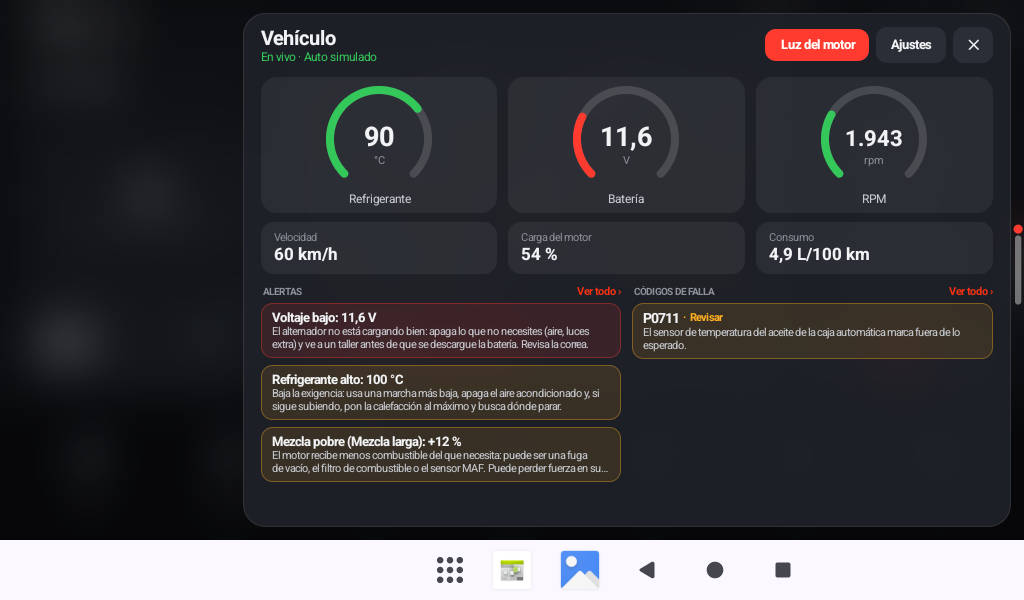 Vehículo
En vivo · Auto simulado
Luz del motor
Ajustes
90
°C
Refrigerante
11,6
V
Batería
1.943
rpm
RPM
Velocidad
60 km/h
Carga del motor
54 %
Consumo
4,9 L/100 km
ALERTAS
Ver todo ›
Voltaje bajo: 11,6 V
El alternador no está cargando bien: apaga lo que no necesites (aire, luces
extra) y ve a un taller antes de que se descargue la batería. Revisa la correa.
Refrigerante alto: 100 °C
Baja la exigencia: usa una marcha más baja, apaga el aire acondicionado y, si
sigue subiendo, pon la calefacción al máximo y busca dónde parar.
Mezcla pobre (Mezcla larga): +12 %
El motor recibe menos combustible del que necesita: puede ser una fuga
de vacío, el filtro de combustible o el sensor MAF. Puede perder fuerza en su...
CÓDIGOS DE FALLA
Ver todo ›
P0711 · Revisar
El sensor de temperatura del aceite de la caja automática marca fuera de lo
esperado.